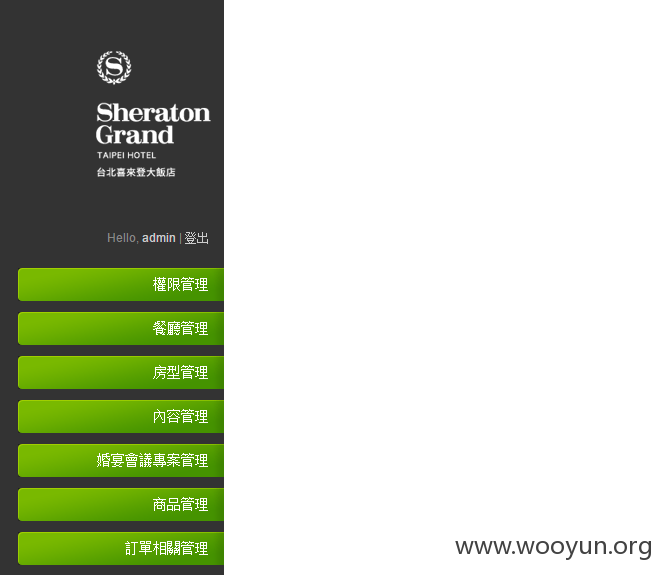 S
Sheraton
Grand
TAIPEI HOTEL
台北喜來登大飯店
Hello, admin | 登出
權限管理
餐廳管理
房型管理
內容管理
婚宴會議專案管理
商品管理
訂單相關管理
www.wooyun.org